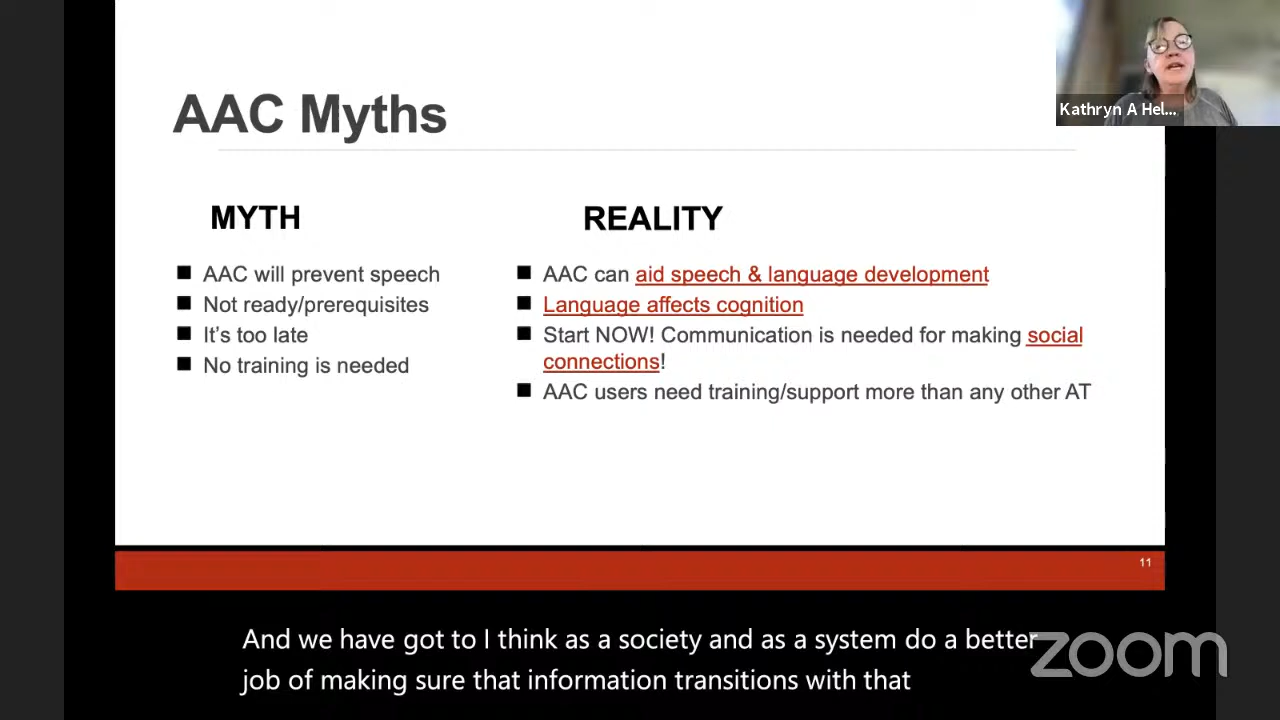 AAC Myths
Kathryn A Hel...
MYTH
AAC will prevent speech
Not ready/prerequisites
It's too late
No training is needed
REALITY
AAC can aid speech & language development
Language affects cognition
Start NOW! Communication is needed for making social
connections!
AAC users need training/support more than any other AT
11
And we have got to I think as a society and as a system do a better
job of making sure that information transitions with that
zoom